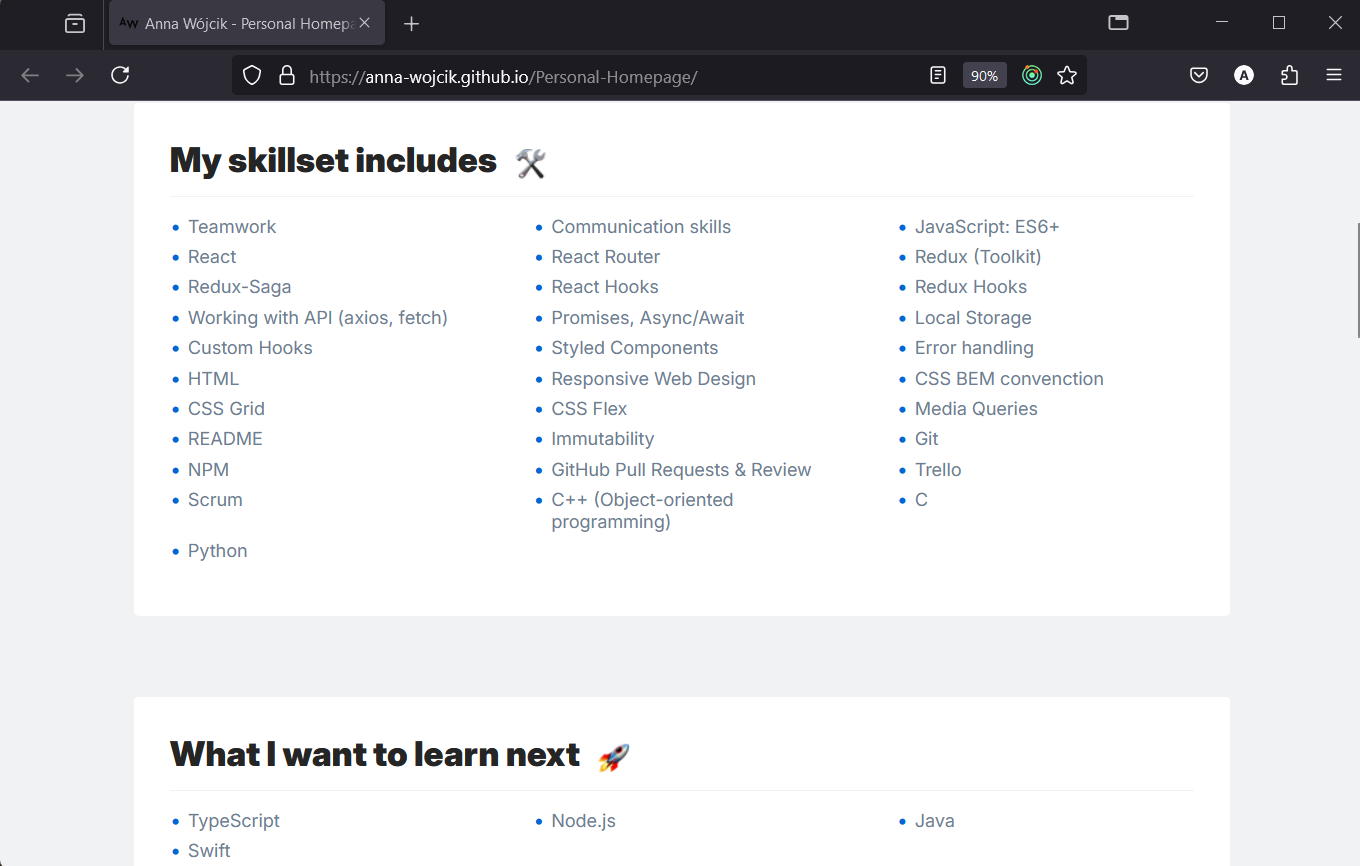 Anna Wójcik - Personal Homepa
https://anna-wojcik.github.io/Personal-Homepage/
90%
A
My skillset includes
Teamwork
Communication skills
JavaScript: ES6+
React
React Router
Redux (Toolkit)
Redux-Saga
React Hooks
Redux Hooks
Working with API (axios, fetch)
Promises, Async/Await
Local Storage
Custom Hooks
Styled Components
Error handling
HTML
Responsive Web Design
CSS BEM convenction
CSS Grid
CSS Flex
Media Queries
README
Immutability
Git
NPM
GitHub Pull Requests & Review
Trello
Scrum
C++ (Object-oriented
programming)
C
Python
What I want to learn next
TypeScript
Node.js
Java
Swift